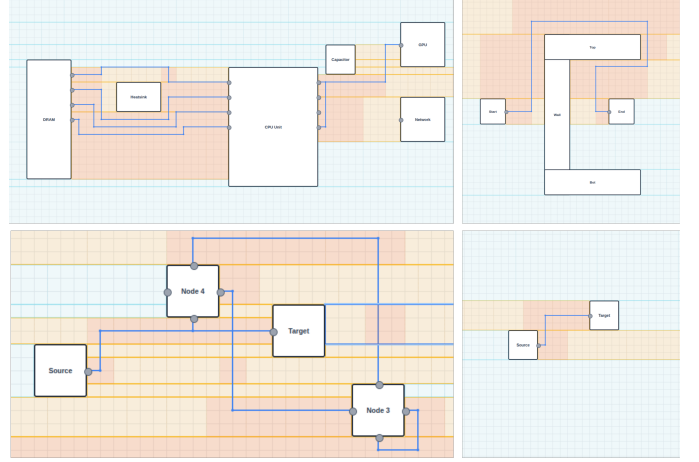 GPU
Capacitor
Heatsink
DRAM
CPU Unit
Network
Top
Start
Wall
End
Bar
Node 4
Target
Source
Node 3
Target
Source